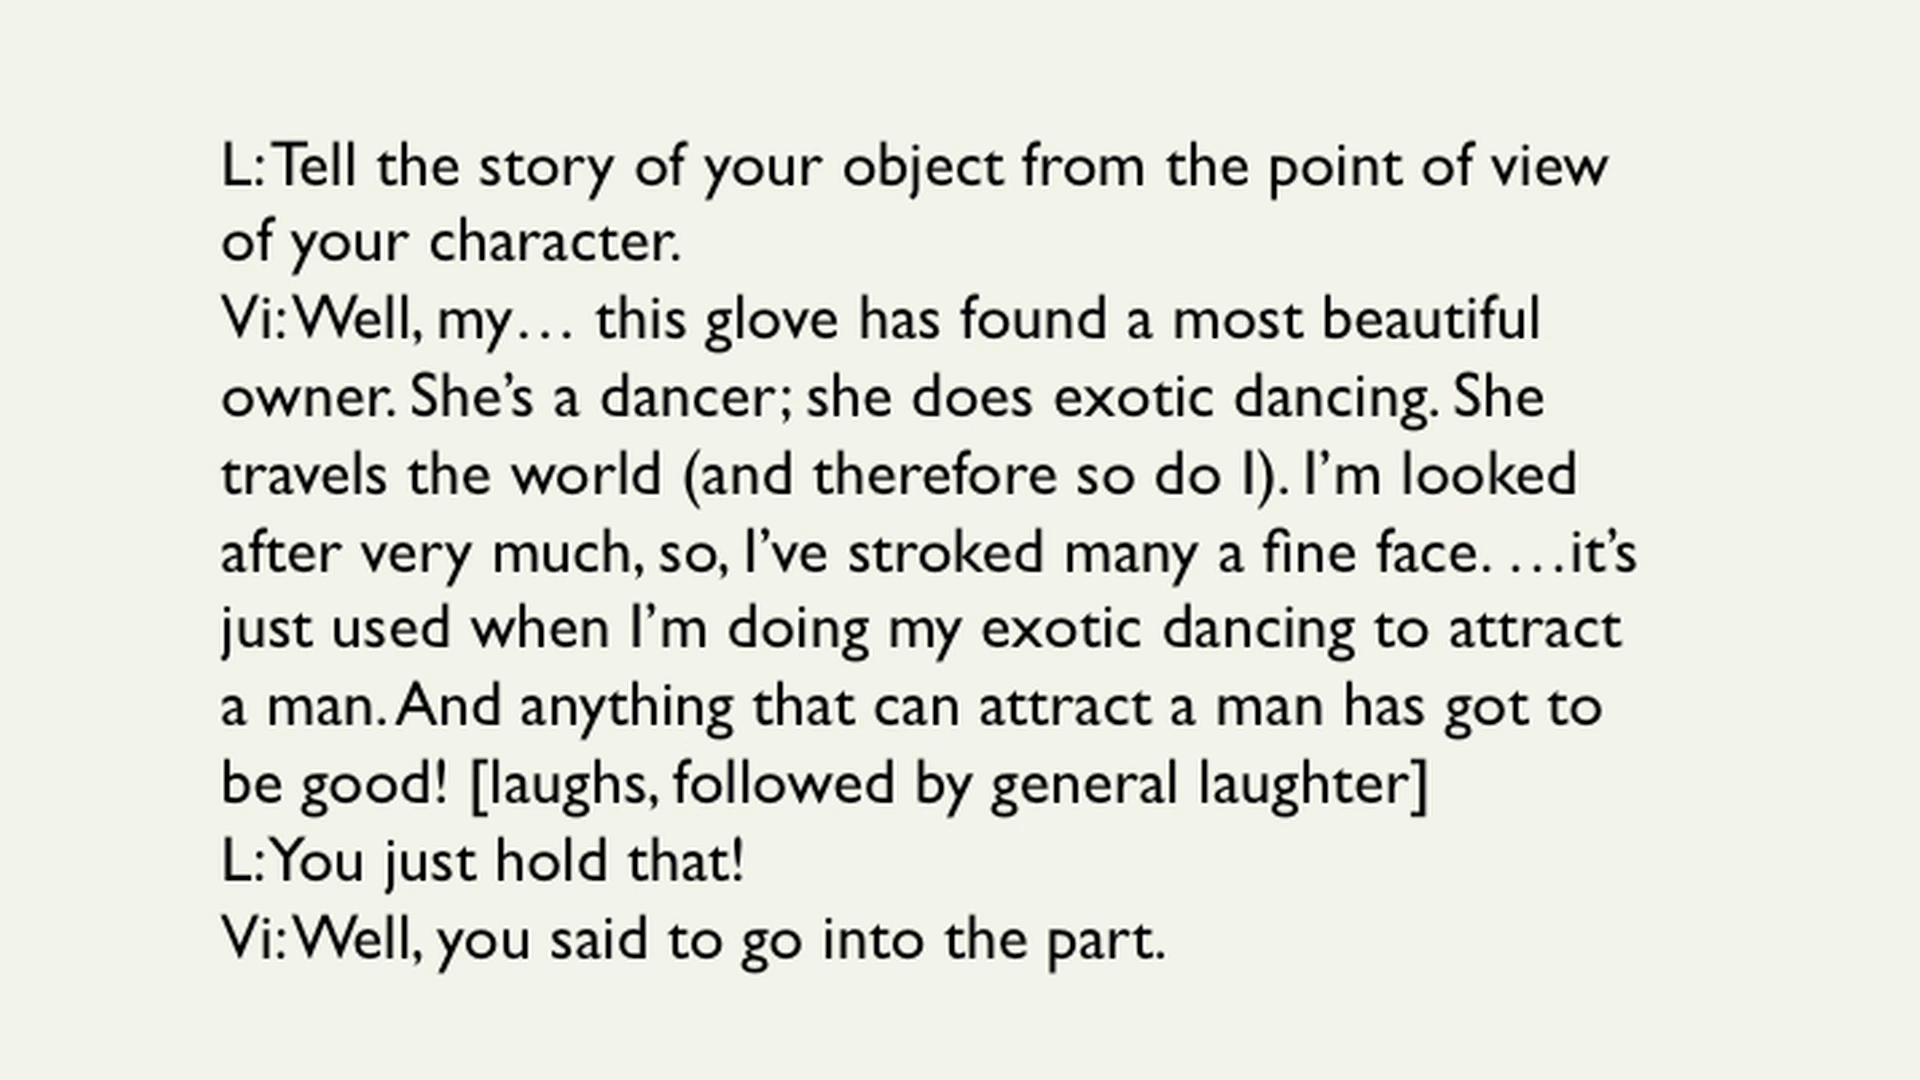 L: Tell the story of your object from the point of view
of your character.
Vi: Well, my… this glove has found a most beautiful
owner. She’s a dancer; she does exotic dancing. She
travels the world (and therefore so do I). I’m looked
after very much, so, I’ve stroked many a fine face. …it’s
just used when I’m doing my exotic dancing to attract
a man. And anything that can attract a man has got to
be good! [laughs, followed by general laughter]
L: You just hold that!
Vi: Well, you said to go into the part.